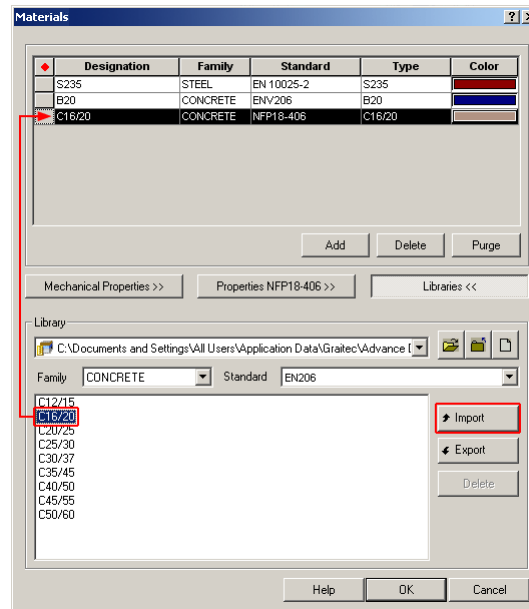 Materials
Designation Family Standard Type Color
S235 STEEL EN 10025-2 S235
B20 CONCRETE ENV206 B20
C16/20 CONCRETE NFP18-406 C16/20
Add Delete Purge
Mechanical Properties >> Properties NFP18-406 >> Libraries <<
Library
C:\Documents and Settings\All Users\Application Data\Graitec\Advance
Family CONCRETE Standard EN206
C12/15
C16/20
C20/25
C25/30
C30/37
C35/45
C40/50
C45/55
C50/60
Import
Export
Delete
Help OK Cancel